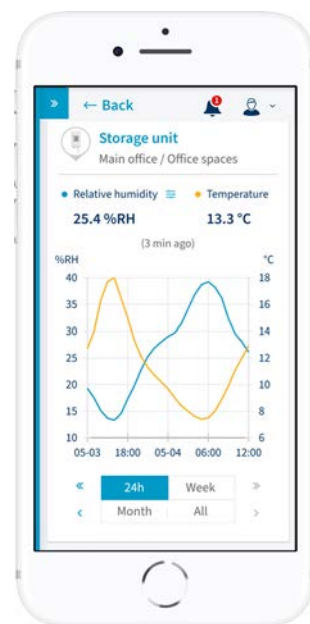 ← Back
1
Storage unit
Main office / Office spaces
Relative humidity
Temperature
25.4 %RH
13.3 °C
(3 min ago)
%RH
°C
40
18
35
16
30
14
25
12
20
10
15
8
10
6
05-03 18:00 05-04 06:00 12:00
24h
Week
Month
All